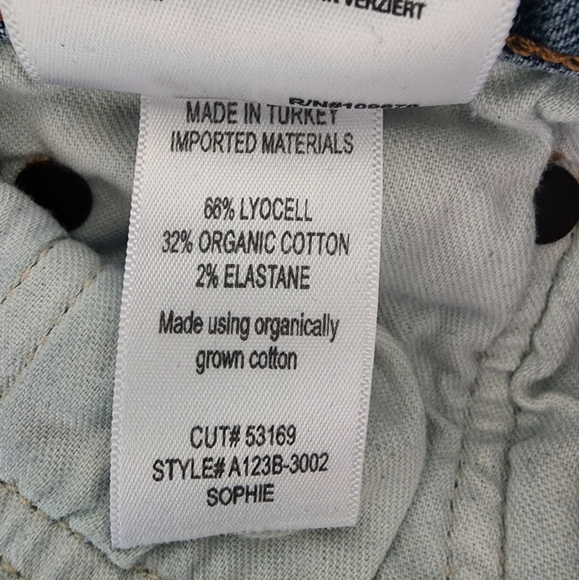 VERZIERT
MADE IN TURKEY
IMPORTED MATERIALS
66% LYOCELL
32% ORGANIC COTTON
2% ELASTANE
Made using organically
grown cotton
CUT# 53169
STYLE# A123B-3002
SOPHIE